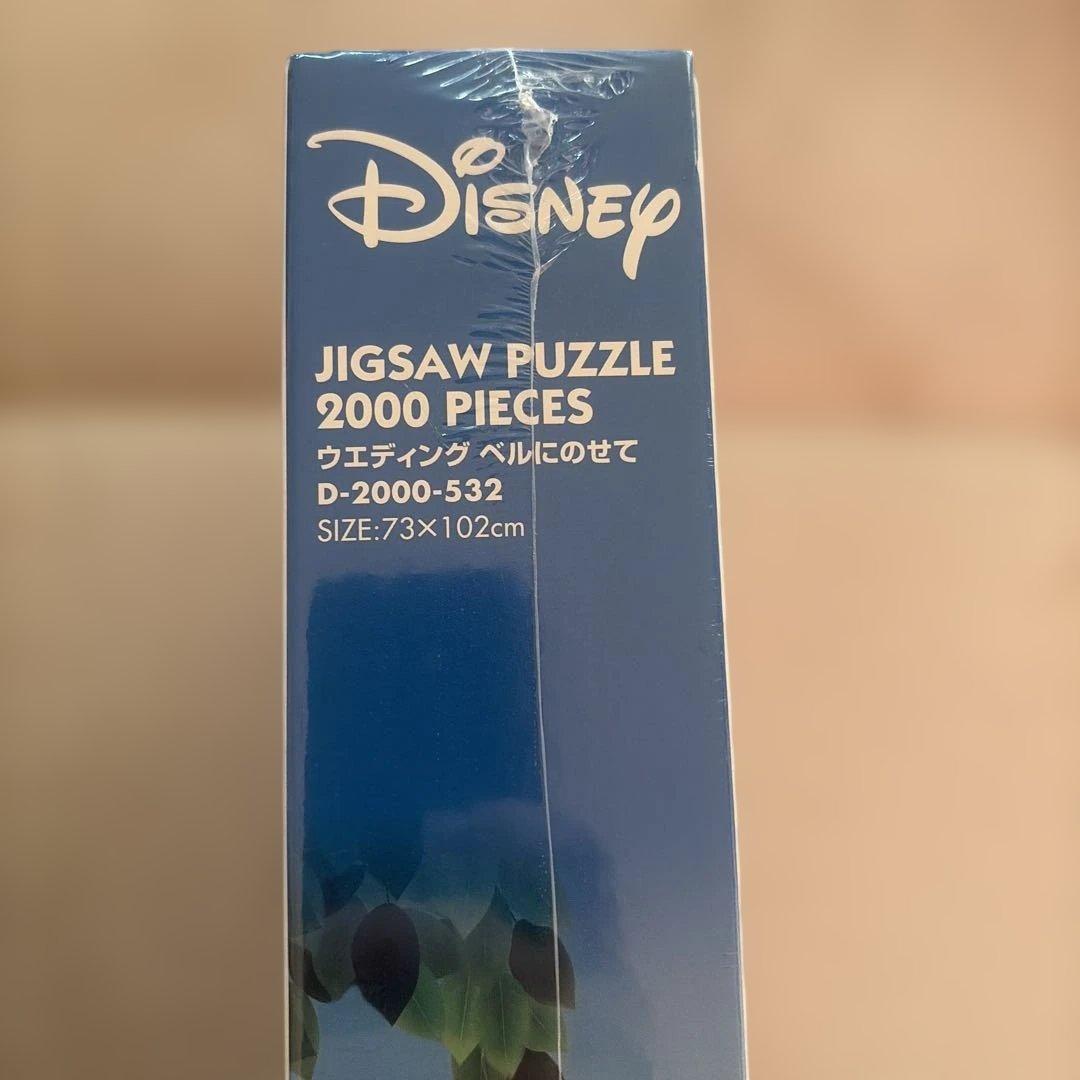 Disney
JIGSAW PUZZLE
2000 PIECES
ウエディング ベルにのせて
D-2000-532
SIZE:73×102cm